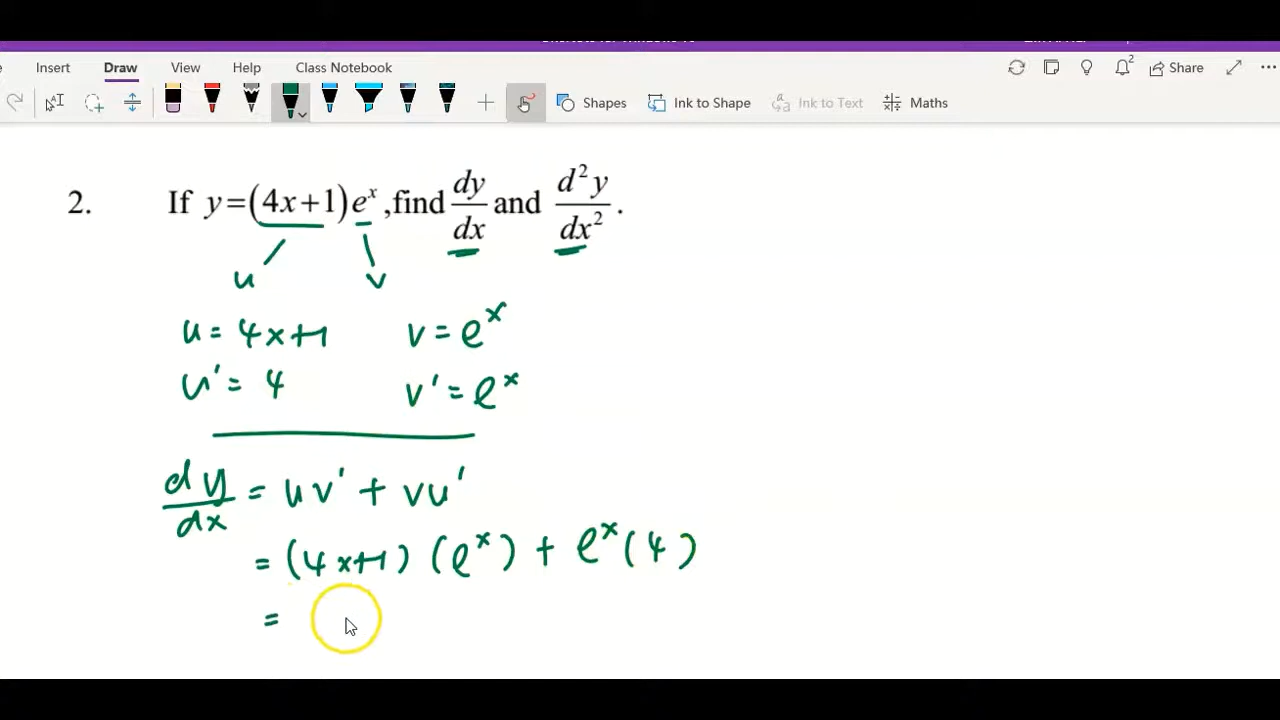 Insert Draw View Help Class Notebook Share
Shapes Ink to Shape Ink to Text Maths
2. If y=(4x+1)e^x ,find dy/dx and d^2y/dx^2 .
u v
u = 4x+1 v = e^x
u' = 4 v' = e^x
dy/dx = uv' + vu'
= (4x+1) (e^x) + e^x (4)
=